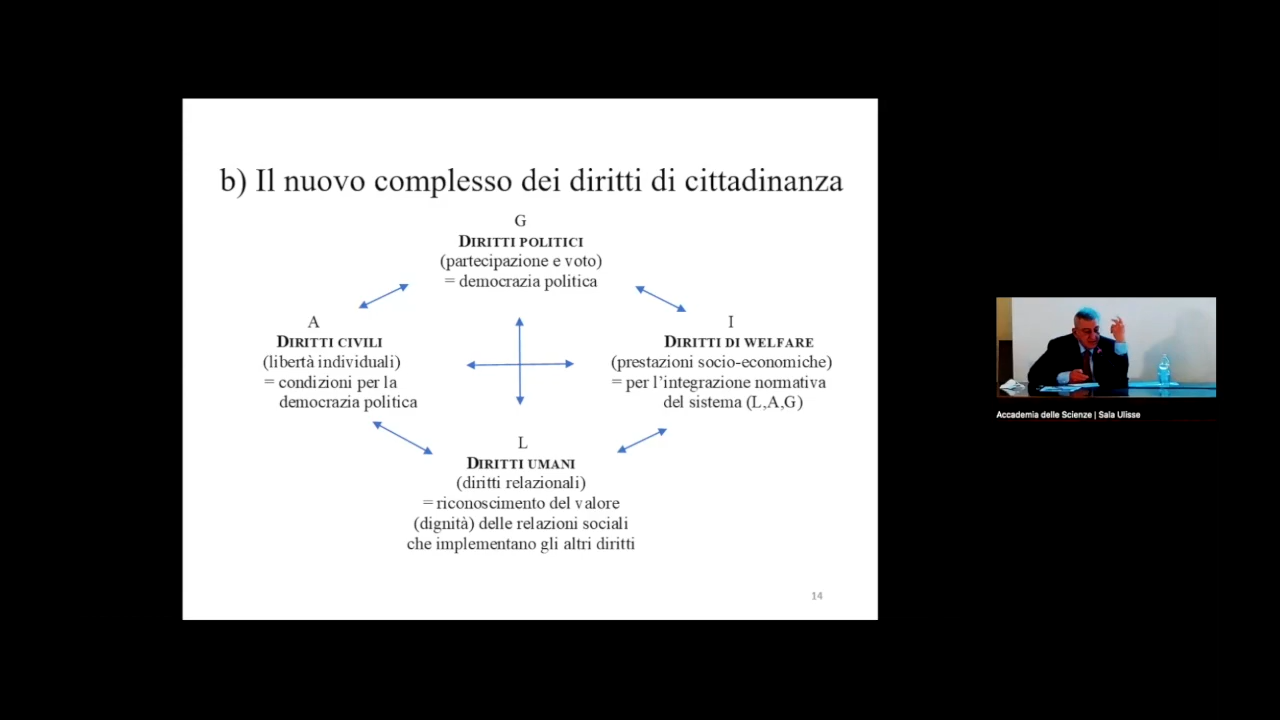 b) Il nuovo complesso dei diritti di cittadinanza
G
DIRITTI POLITICI
(partecipazione e voto)
= democrazia politica
A
DIRITTI CIVILI
(libertà individuali)
= condizioni per la
democrazia politica
I
DIRITTI DI WELFARE
(prestazioni socio-economiche)
= per l'integrazione normativa
del sistema (L,A,G)
L
DIRITTI UMANI
(diritti relazionali)
= riconoscimento del valore
(dignità) delle relazioni sociali
che implementano gli altri diritti
14
Accademia delle Scienze | Sala Ulisse